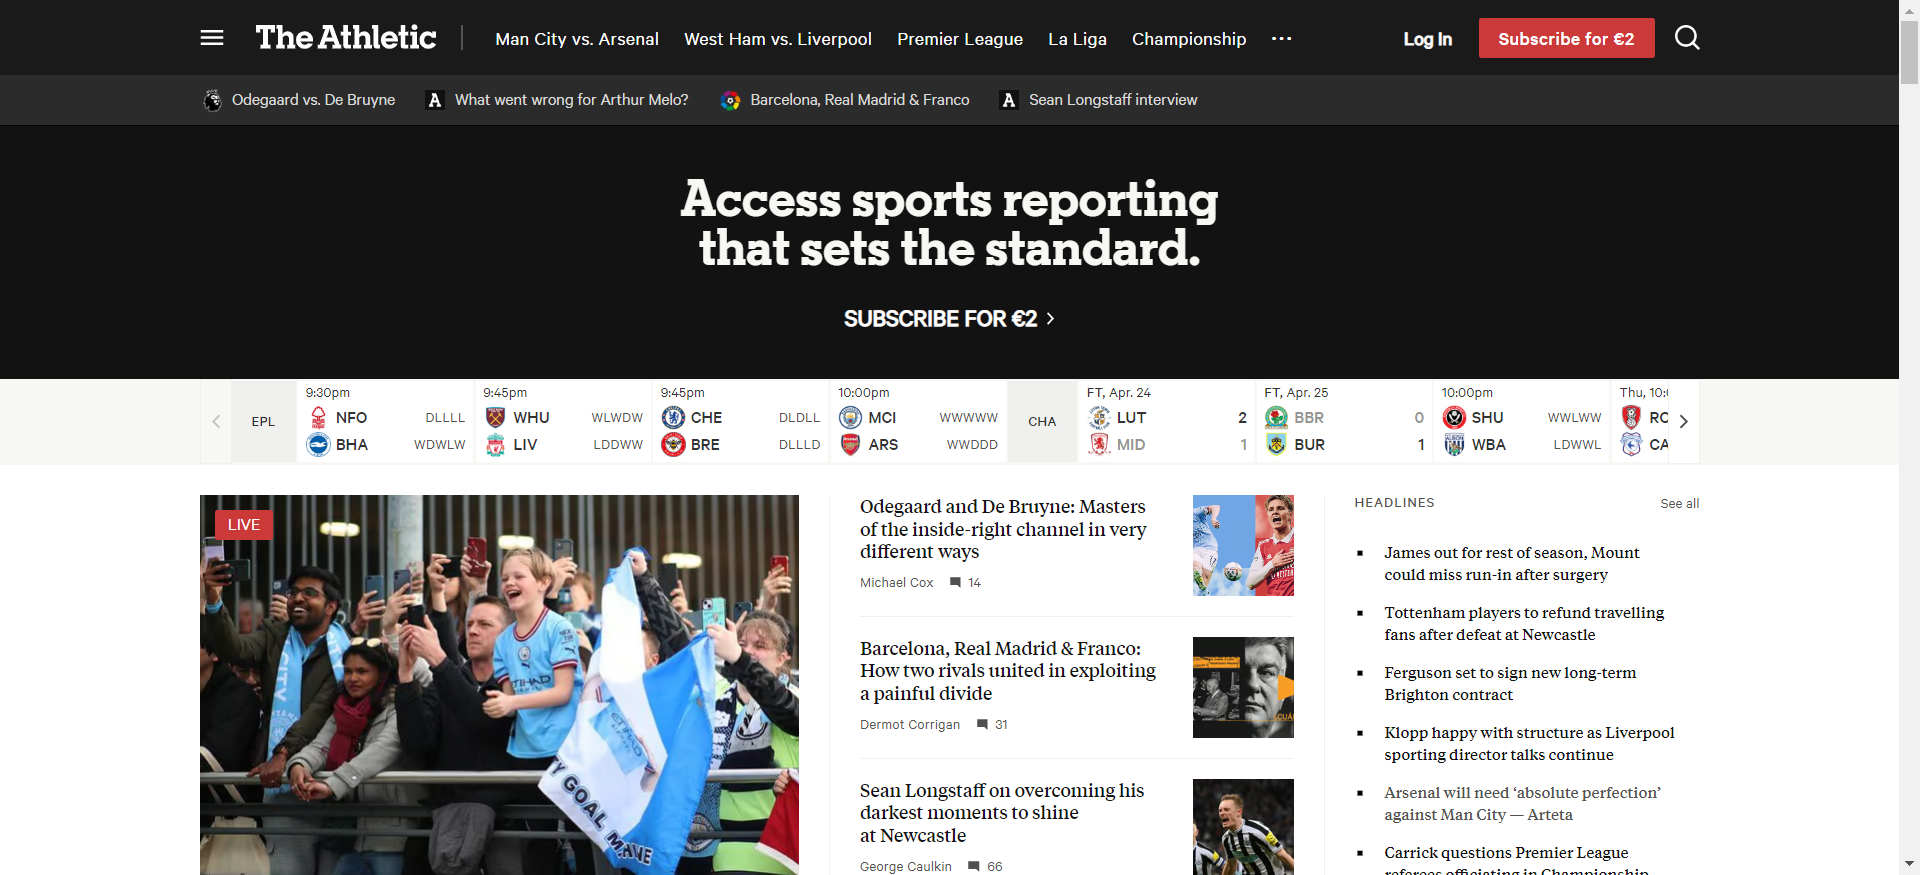 The Athletic
Man City vs. Arsenal
West Ham vs. Liverpool
Premier League
La Liga
Championship
Log In
Subscribe for €2
Odegaard vs. De Bruyne
A
What went wrong for Arthur Melo?
Barcelona, Real Madrid & Franco
A
Sean Longstaff interview
Access sports reporting
that sets the standard.
SUBSCRIBE FOR €2
EPL
9:30pm
NFO DLLLL
BHA WDWLW
9:45pm
WHU WLWDW
LIV LDDWW
9:45pm
CHE DLDLL
BRE DLLLD
10:00pm
MCI WWWWW
ARS WWDDD
CHA
FT, Apr. 24
LUT 2
MID 1
FT, Apr. 25
BBR 0
BUR 1
10:00pm
SHU WWLWW
WBA LDWWL
Thu, 10:
RO
CA
LIVE
CITY
ETIHAD
Y GOAL MA
Odegaard and De Bruyne: Masters
of the inside-right channel in very
different ways
Michael Cox 14
Barcelona, Real Madrid & Franco:
How two rivals united in exploiting
a painful divide
Dermot Corrigan 31
Sean Longstaff on overcoming his
darkest moments to shine
at Newcastle
George Caulkin 66
HEADLINES
See all
James out for rest of season, Mount
could miss run-in after surgery
Tottenham players to refund travelling
fans after defeat at Newcastle
Ferguson set to sign new long-term
Brighton contract
Klopp happy with structure as Liverpool
sporting director talks continue
Arsenal will need ‘absolute perfection’
against Man City — Arteta
Carrick questions Premier League
referees officiating in Championship